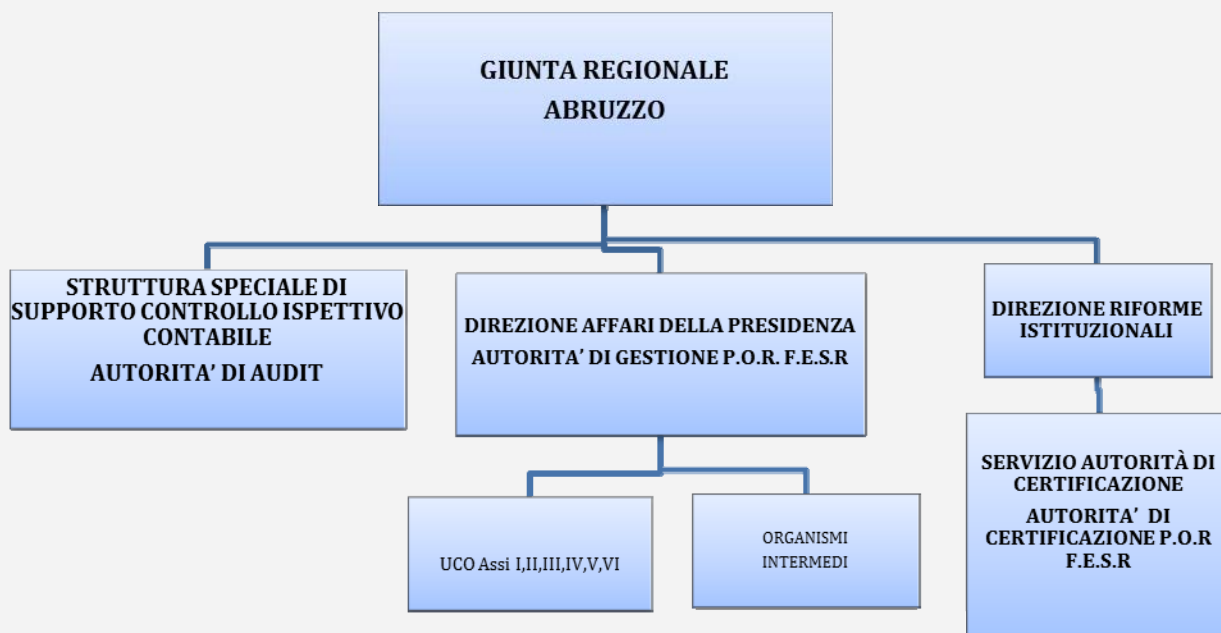 GIUNTA REGIONALE
ABRUZZO
STRUTTURA SPECIALE DI
SUPPORTO CONTROLLO ISPETTIVO
CONTABILE
AUTORITA’ DI AUDIT
DIREZIONE AFFARI DELLA PRESIDENZA
AUTORITA’ DI GESTIONE P.O.R. F.E.S.R
DIREZIONE RIFORME
ISTITUZIONALI
UCO Assi I,II,III,IV,V,VI
ORGANISMI
INTERMEDI
SERVIZIO AUTORITÀ DI
CERTIFICAZIONE
AUTORITA’ DI
CERTIFICAZIONE P.O.R
F.E.S.R